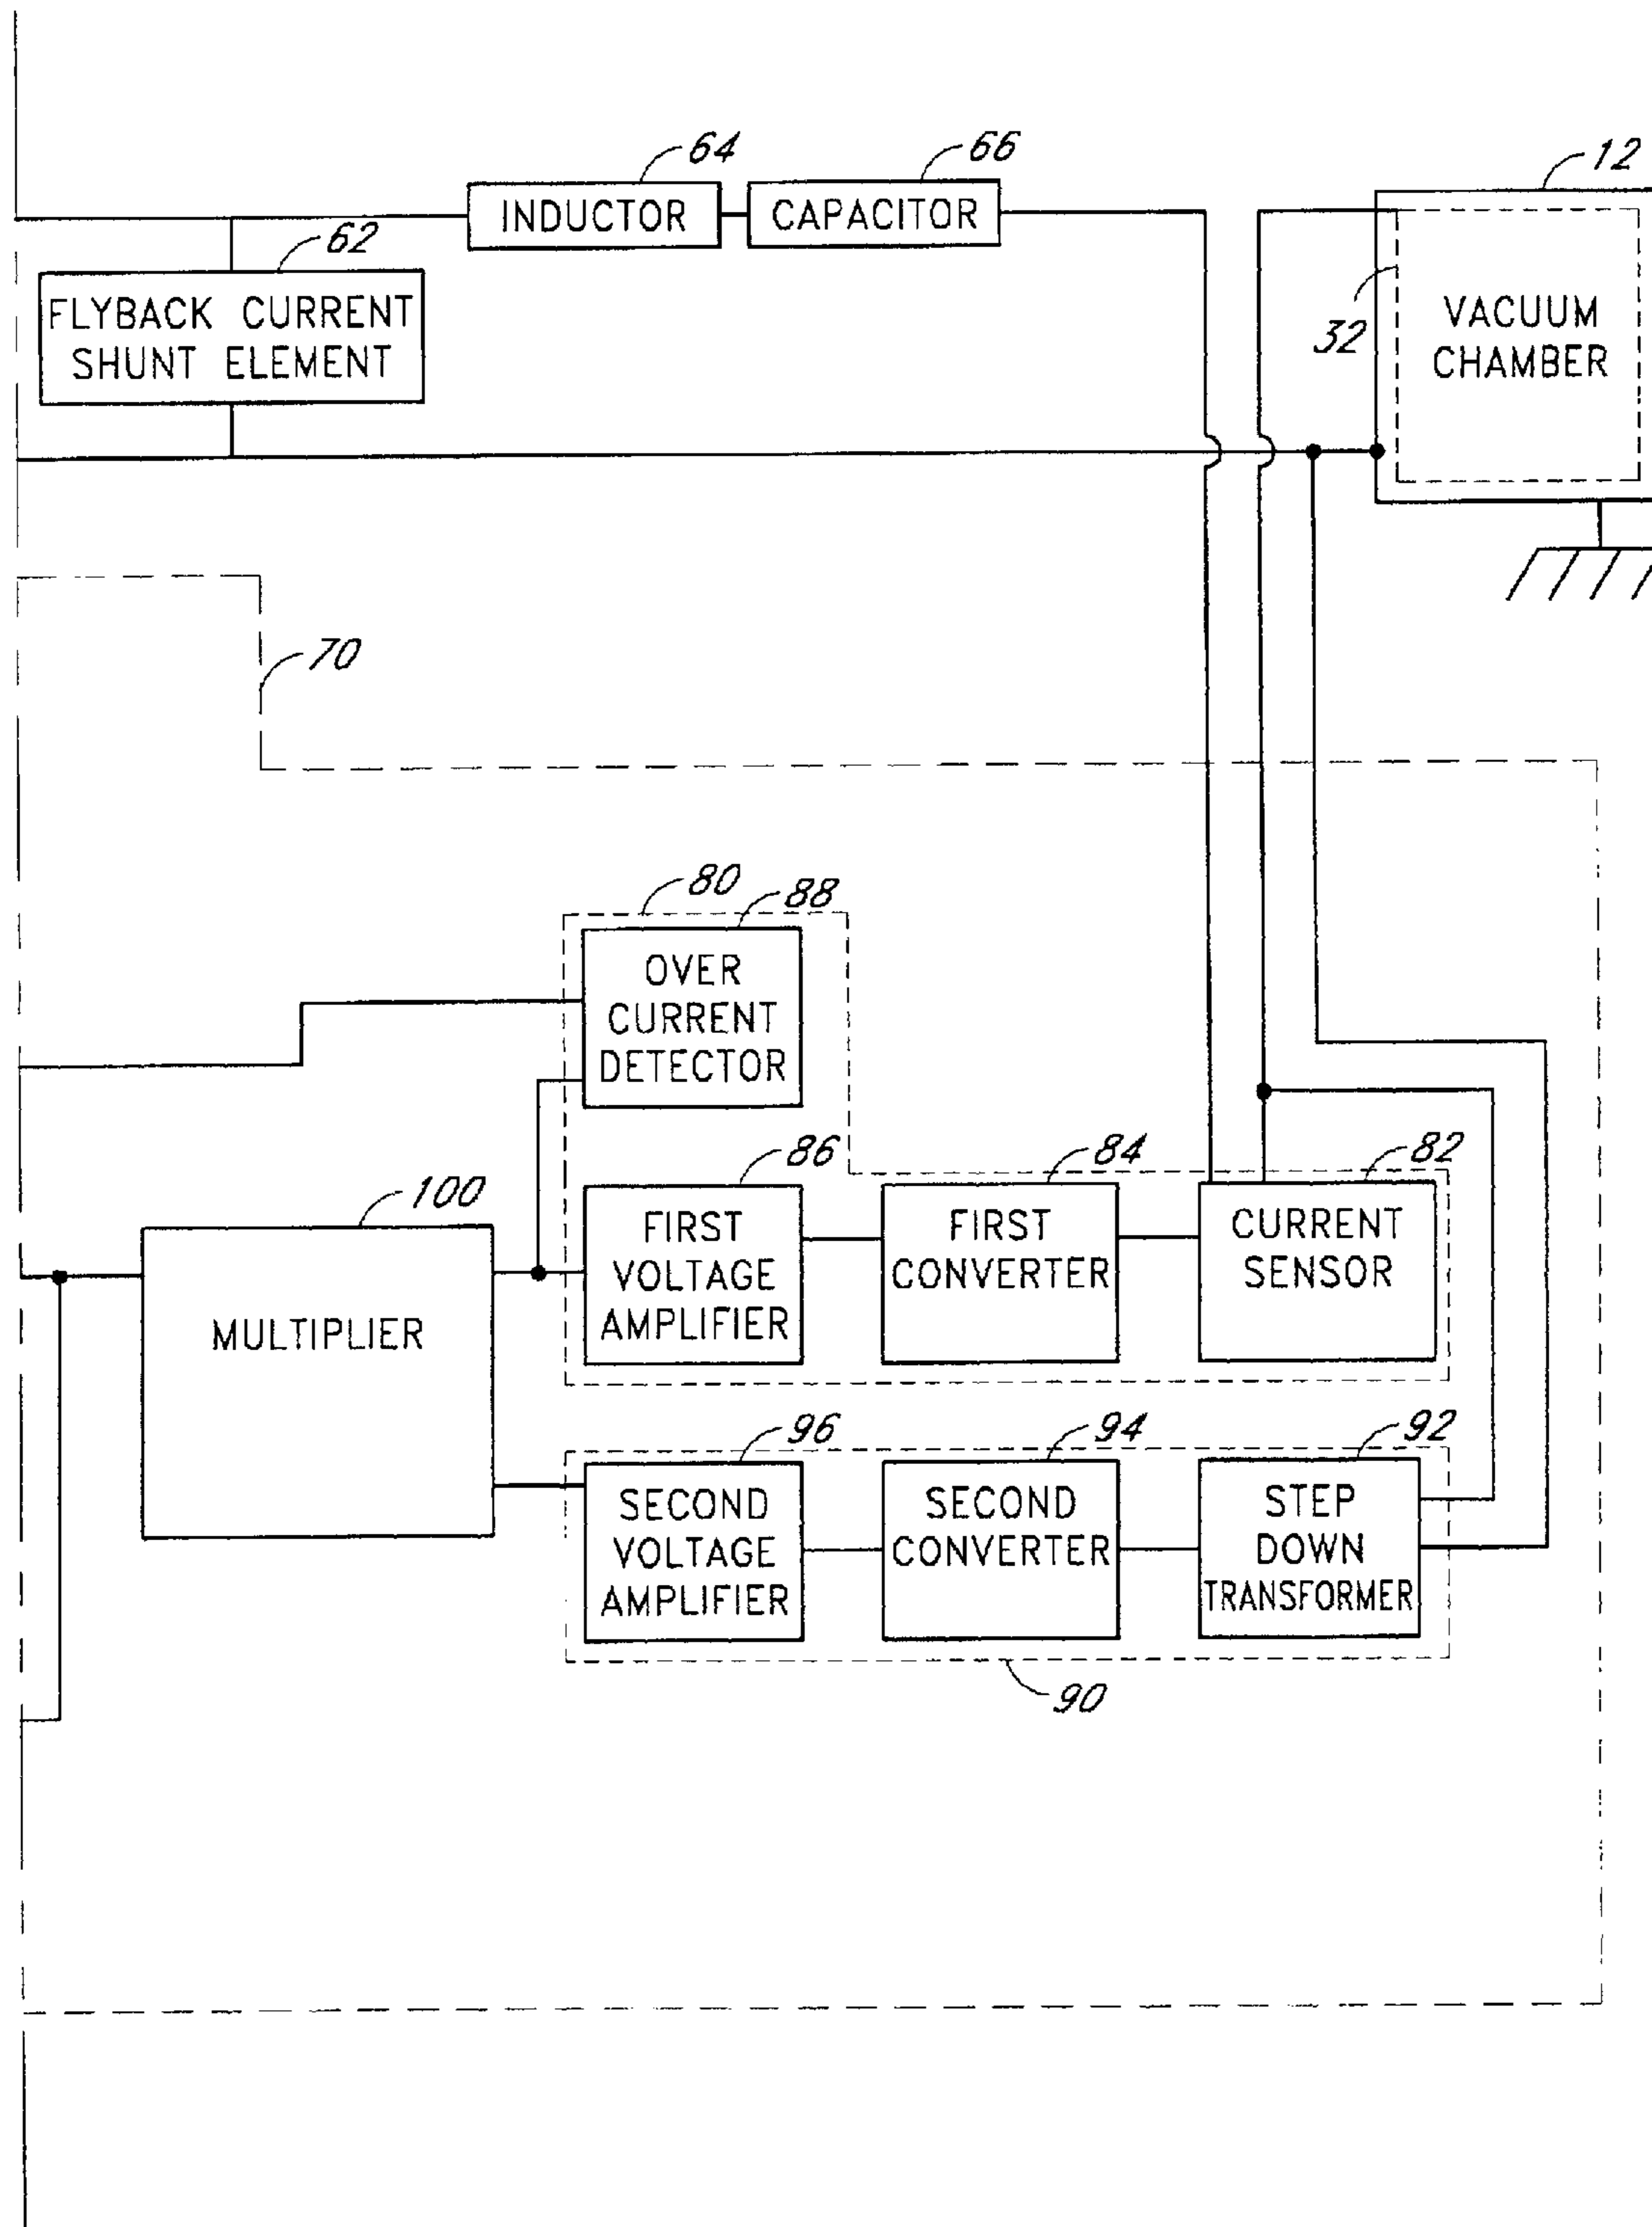 64
66
12
INDUCTOR
CAPACITOR
62
FLYBACK CURRENT
SHUNT ELEMENT
32
VACUUM
CHAMBER
70
80
88
OVER
CURRENT
DETECTOR
86
84
82
100
FIRST
VOLTAGE
AMPLIFIER
FIRST
CONVERTER
CURRENT
SENSOR
MULTIPLIER
96
94
92
SECOND
VOLTAGE
AMPLIFIER
SECOND
CONVERTER
STEP
DOWN
TRANSFORMER
90